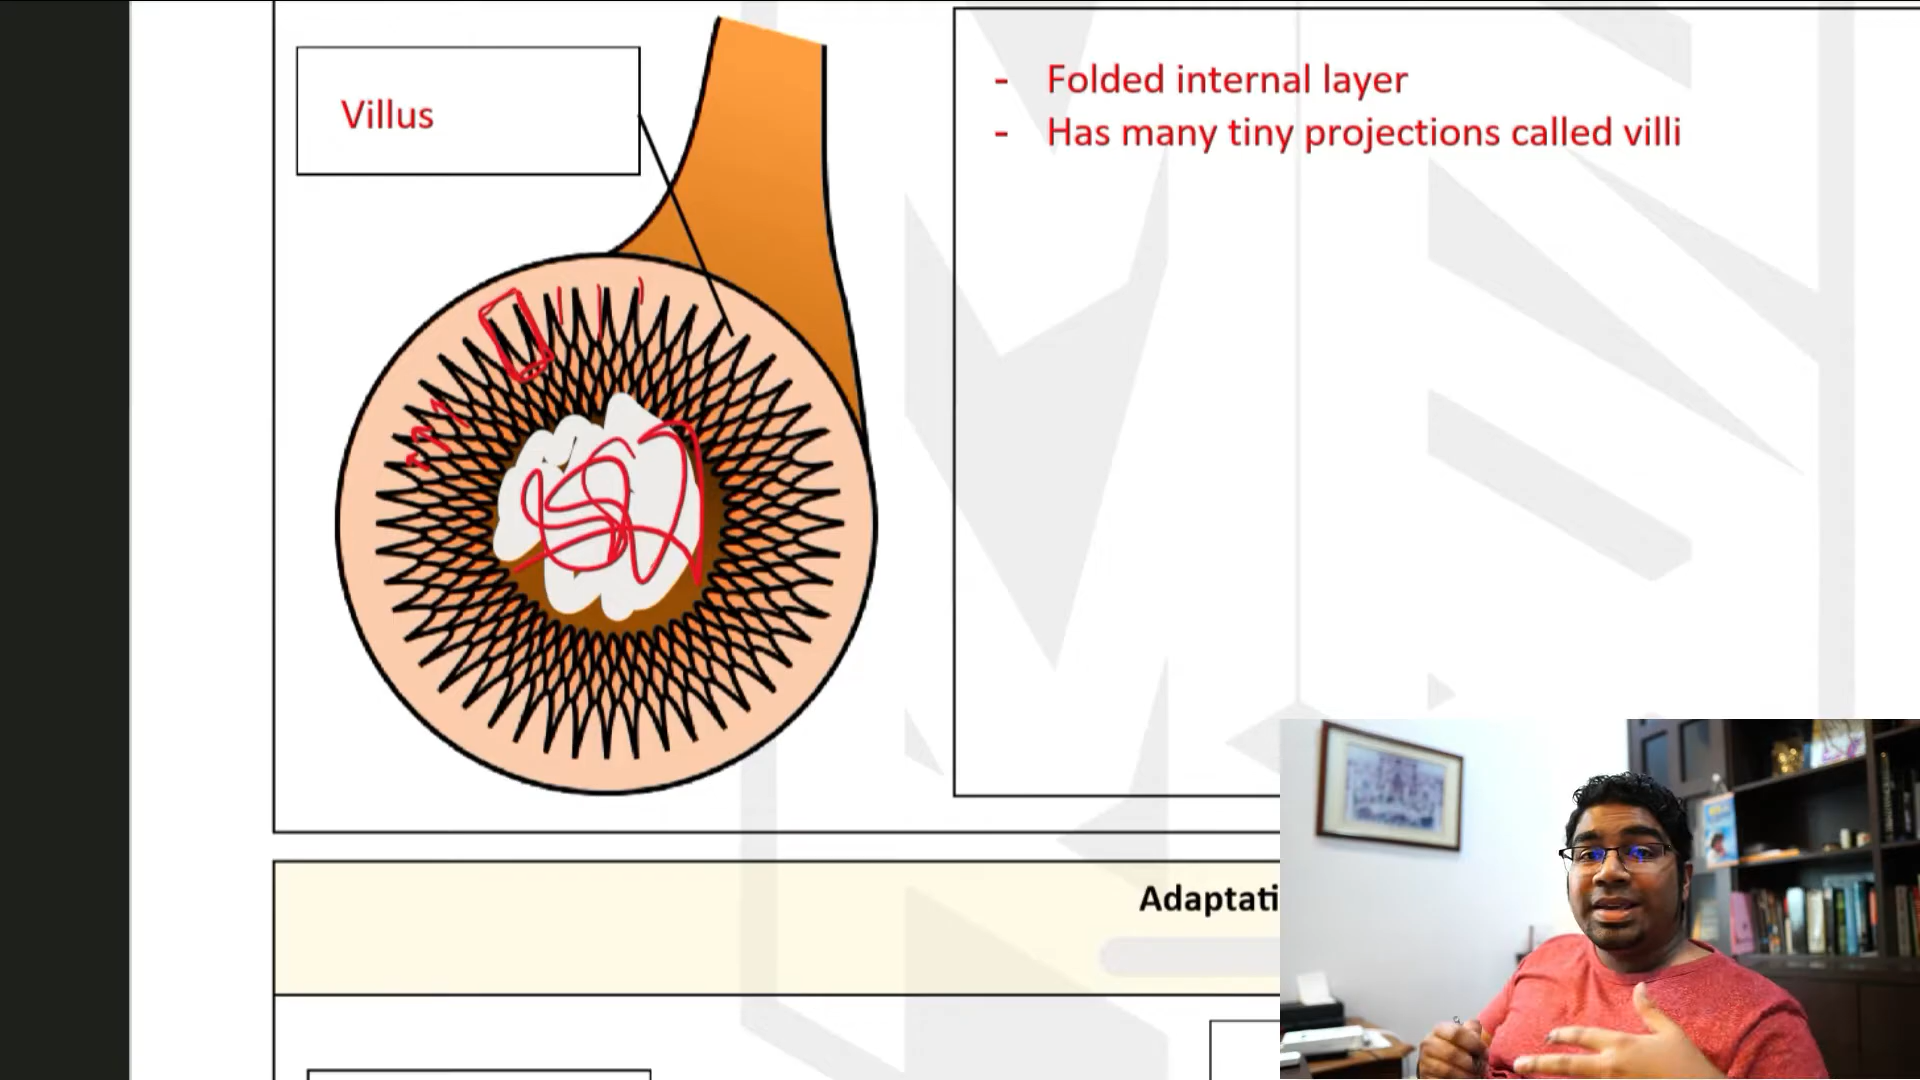 Villus
- Folded internal layer
- Has many tiny projections called villi
Adaptati